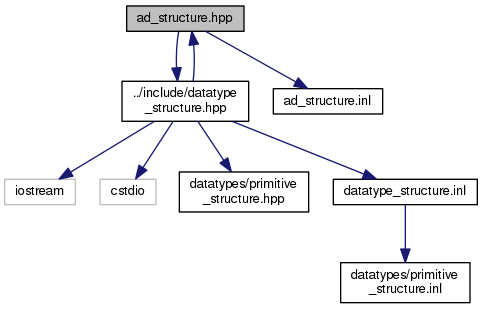 ad_structure.hpp
../include/datatype
_structure.hpp
ad_structure.inl
iostream
cstdio
datatypes/primitive
_structure.hpp
datatype_structure.inl
datatypes/primitive
_structure.inl